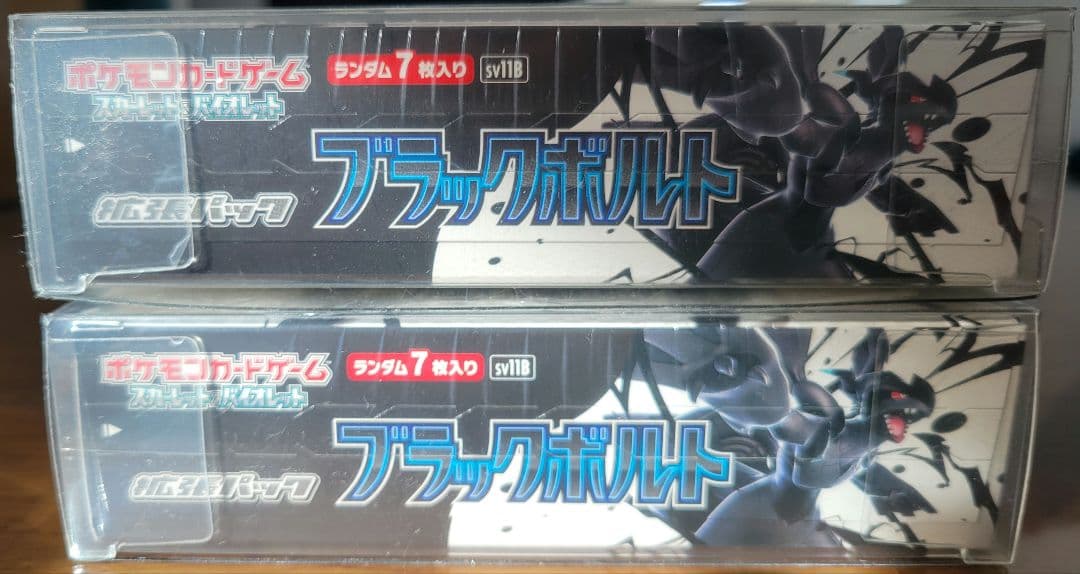 ポケモンカードゲーム
スカーレット&バイオレット
ランダム7枚入り sv11B
拡張パック
ブラックボルト
ポケモンカードゲーム
スカーレット&バイオレット
ランダム7枚入り sv11B
拡張パック
ブラックボルト